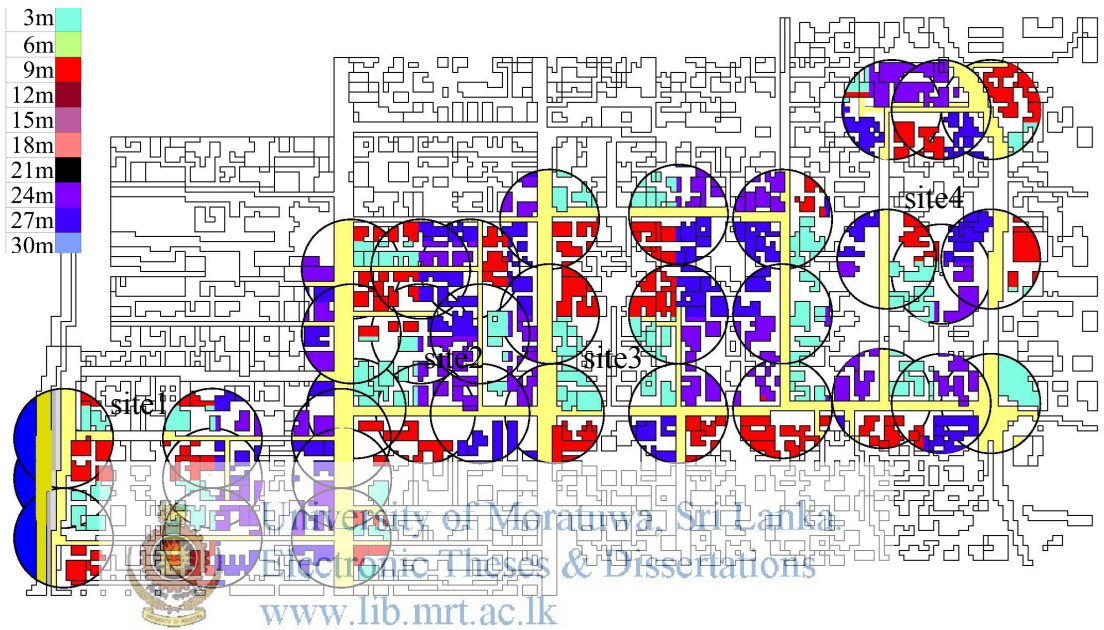 3m
6m
9m
12m
15m
18m
21m
24m
27m
30m
site4
site2
site3
site1
University of Moratuwa, Sri Lanka.
Electronic Theses & Dissertations
www.lib.mrt.ac.lk